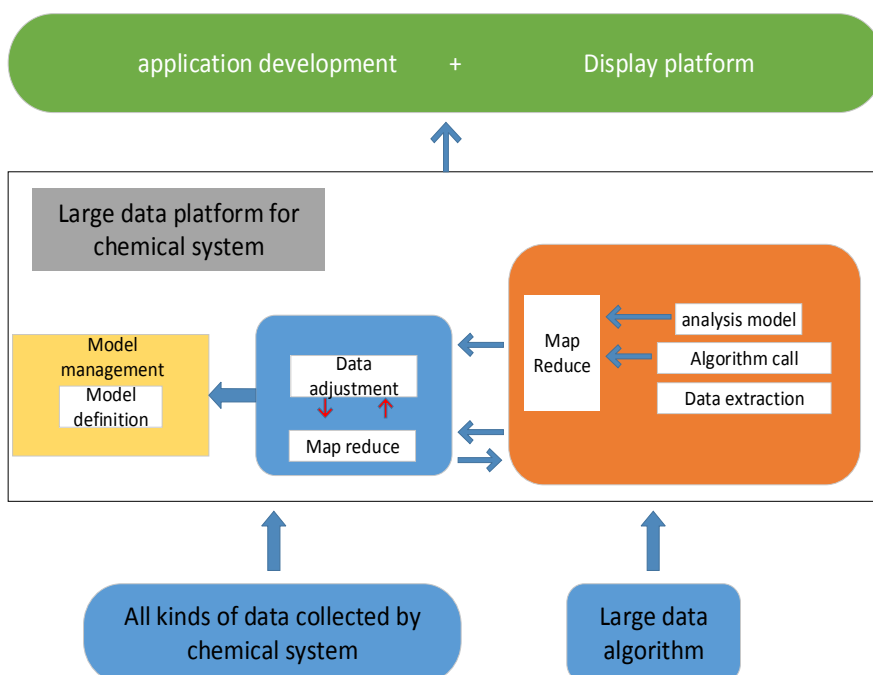 application development + Display platform
Large data platform for
chemical system
Model
management
Model
definition
Data
adjustment
Map reduce
Map
Reduce
analysis model
Algorithm call
Data extraction
All kinds of data collected by
chemical system
Large data
algorithm